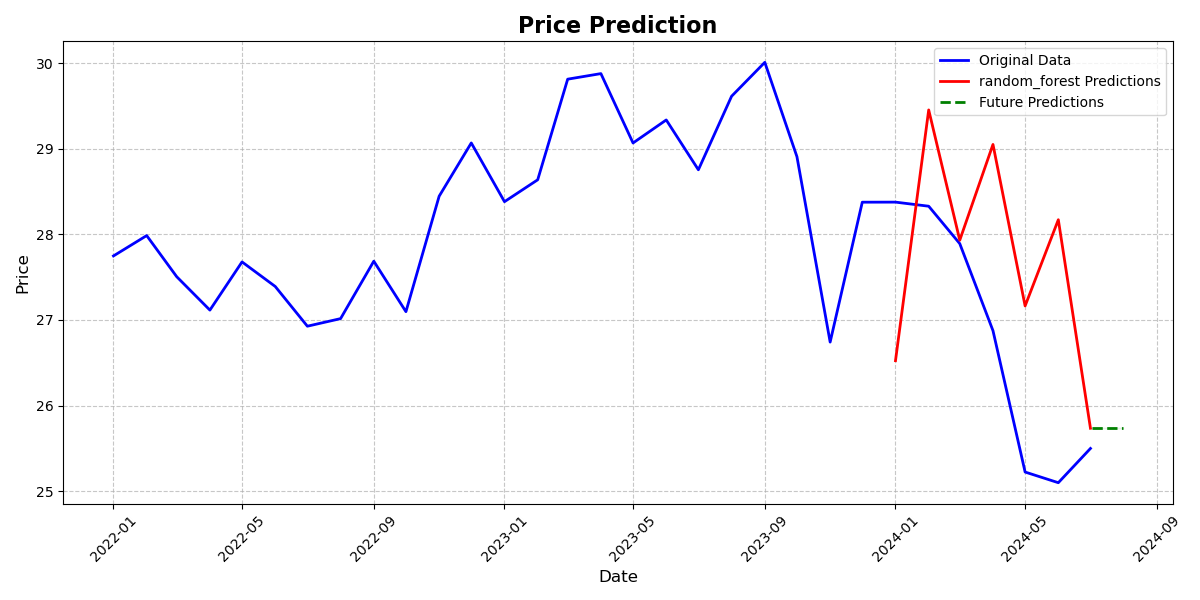 Price Prediction
Original Data
random_forest Predictions
Future Predictions
30
29
28
27
26
25
Price
2022-01
2022-05
2022-09
2023-01
2023-05
2023-09
2024-01
2024-05
2024-09
Date